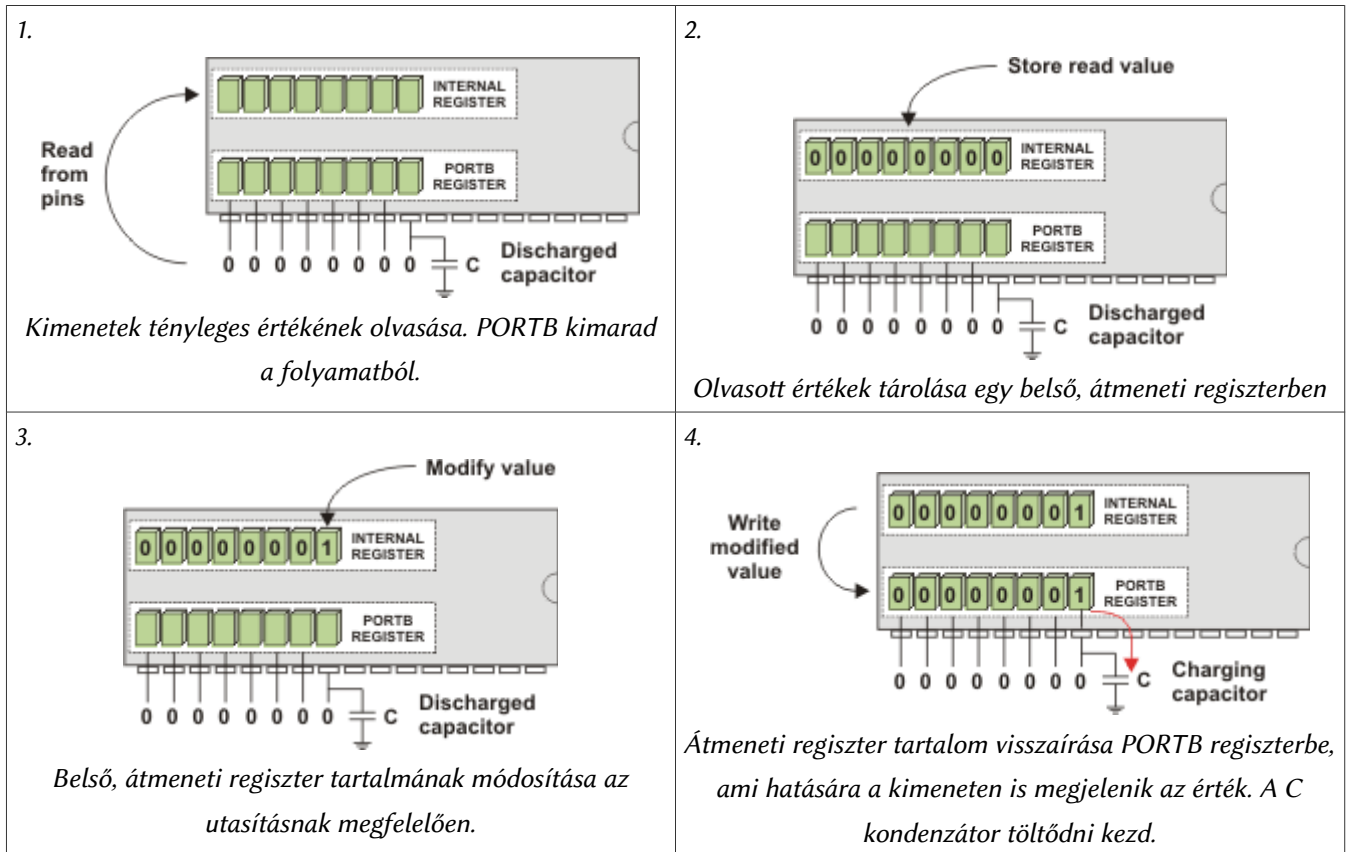 1.
INTERNAL
REGISTER
Read
from
pins
PORTB
REGISTER
0 0 0 0 0 0 0 0 C
Discharged
capacitor
Kimenetek tényleges értékének olvasása. PORTB kimarad
a folyamatból.
2.
Store read value
0 0 0 0 0 0 0 0 INTERNAL
REGISTER
PORTB
REGISTER
0 0 0 0 0 0 0 0 C
Discharged
capacitor
Olvasott értékek tárolása egy belső, átmeneti regiszterben
3.
Modify value
0 0 0 0 0 0 0 1 INTERNAL
REGISTER
PORTB
REGISTER
0 0 0 0 0 0 0 0 C
Discharged
capacitor
Belső, átmeneti regiszter tartalmának módosítása az
utasításnak megfelelően.
4.
0 0 0 0 0 0 0 1 INTERNAL
REGISTER
Write
modified
value
0 0 0 0 0 0 0 1 PORTB
REGISTER
0 0 0 0 0 0 0 0 C
Charging
capacitor
Átmeneti regiszter tartalom visszaírása PORTB regiszterbe,
ami hatására a kimeneten is megjelenik az érték. A C
kondenzátor töltődni kezd.